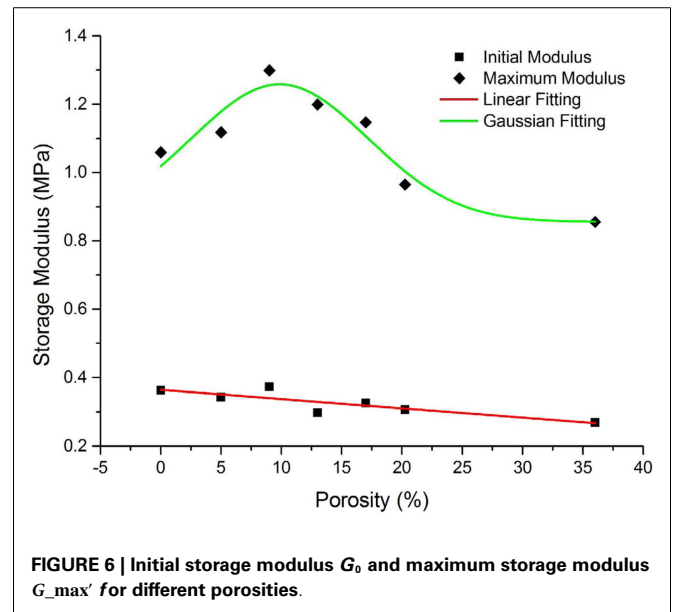 1.4
1.2
1.0
0.8
0.6
0.4
0.2
Storage Modulus (MPa)
Initial Modulus
Maximum Modulus
Linear Fitting
Gaussian Fitting
-5 0 5 10 15 20 25 30 35 40
Porosity (%)
FIGURE 6 | Initial storage modulus G₀ and maximum storage modulus
G_max′ for different porosities.